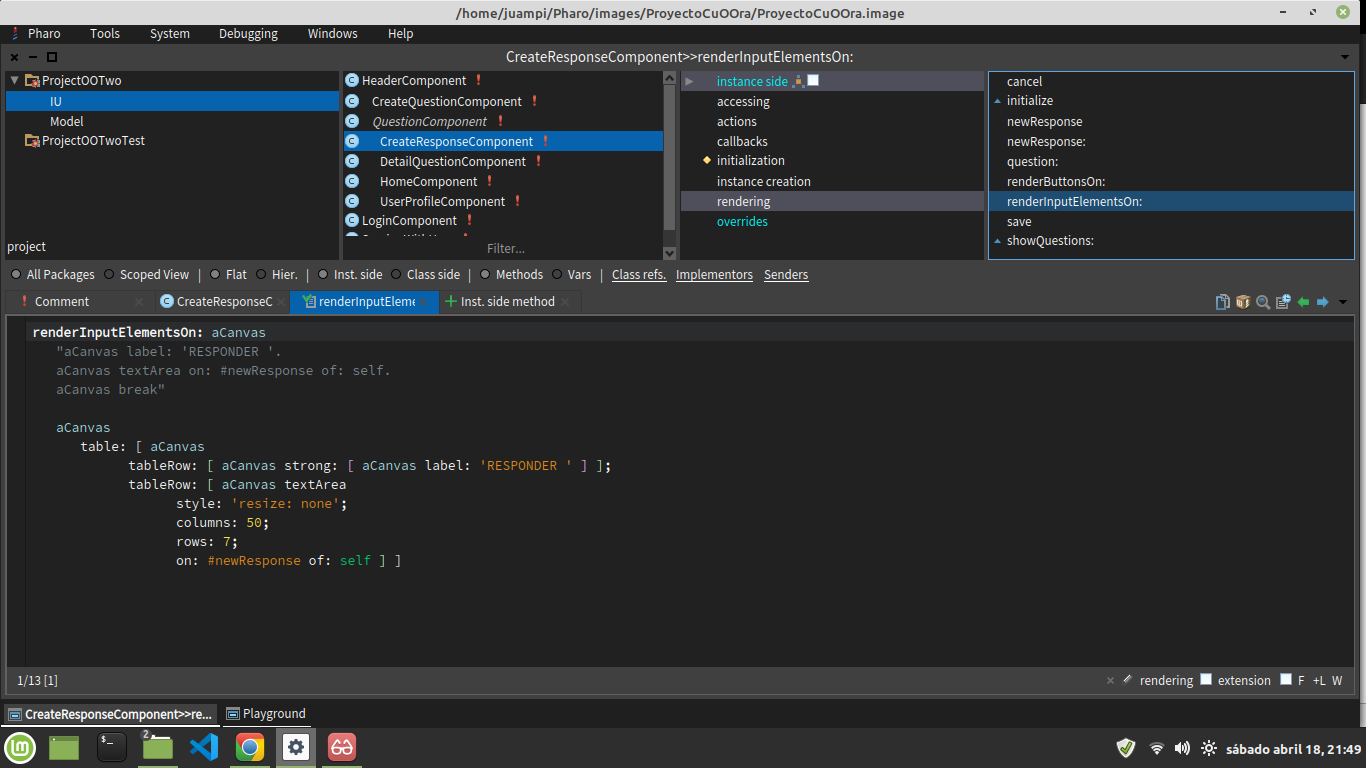 /home/juampi/Pharo/images/ProyectoCuOOra/ProyectoCuOOra.image
Pharo Tools System Debugging Windows Help
CreateResponseComponent>>renderInputElementsOn:
ProjectOOTwo
IU
Model
ProjectOOTwoTest
project
HeaderComponent
CreateQuestionComponent
QuestionComponent
CreateResponseComponent
DetailQuestionComponent
HomeComponent
UserProfileComponent
LoginComponent
Filter...
instance side
accessing
actions
callbacks
initialization
instance creation
rendering
overrides
cancel
initialize
newResponse
newResponse:
question:
renderButtonsOn:
renderInputElementsOn:
save
showQuestions:
All Packages Scoped View | Flat Hier. | Inst. side Class side | Methods Vars | Class refs. Implementors Senders
Comment CreateResponseC renderInputEleme Inst. side method
renderInputElementsOn: aCanvas
"aCanvas label: 'RESPONDER '.
aCanvas textArea on: #newResponse of: self.
aCanvas break"
aCanvas
table: [ aCanvas
tableRow: [ aCanvas strong: [ aCanvas label: 'RESPONDER ' ] ];
tableRow: [ aCanvas textArea
style: 'resize: none';
columns: 50;
rows: 7;
on: #newResponse of: self ] ]
1/13 [1] rendering extension F +L W
CreateResponseComponent>>re... Playground
2
sábado abril 18, 21:49